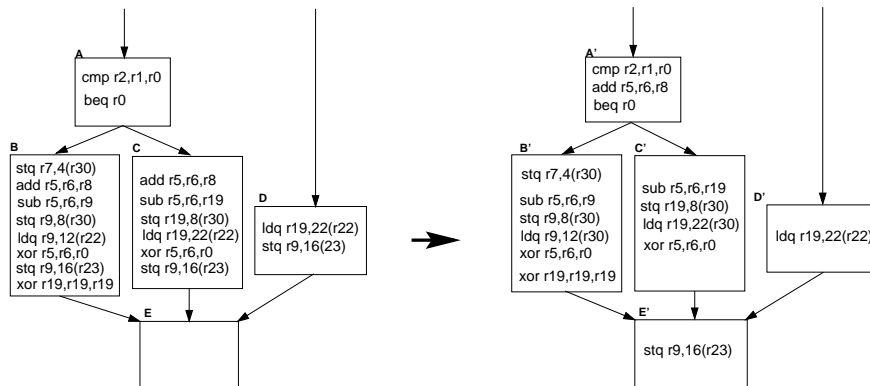 A
cmp r2,r1,r0
beq r0
B
stq r7,4(r30)
add r5,r6,r8
sub r5,r6,r9
stq r9,8(r30)
ldq r9,12(r22)
xor r5,r6,r0
stq r9,16(r23)
xor r19,r19,r19
C
add r5,r6,r8
sub r5,r6,r19
stq r19,8(r30)
ldq r19,22(r22)
xor r5,r6,r0
stq r9,16(r23)
D
ldq r19,22(r22)
stq r9,16(23)
E
A'
cmp r2,r1,r0
add r5,r6,r8
beq r0
B'
stq r7,4(r30)
sub r5,r6,r9
stq r9,8(r30)
ldq r9,12(r30)
xor r5,r6,r0
xor r19,r19,r19
C'
sub r5,r6,r19
stq r19,8(r30)
ldq r19,22(r30)
xor r5,r6,r0
D'
ldq r19,22(r22)
E'
stq r9,16(r23)